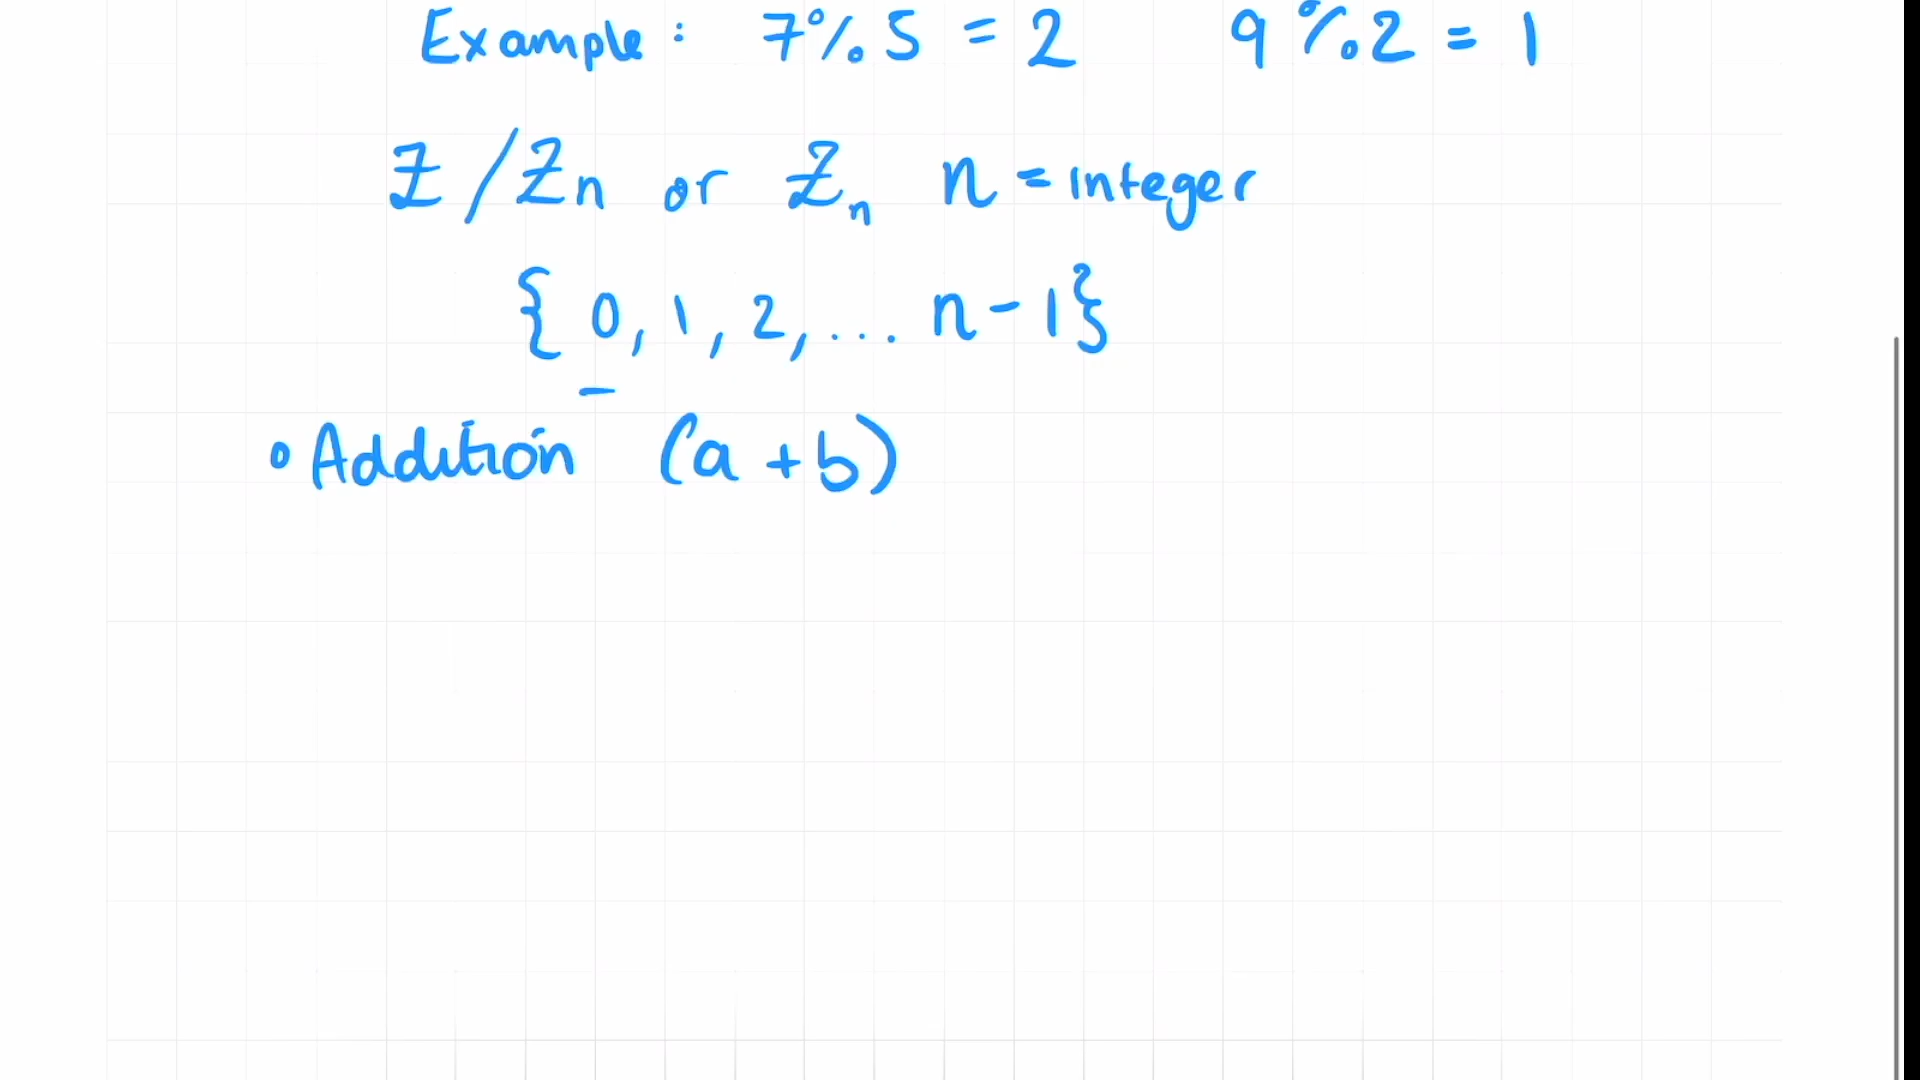 Example: 7%5 = 2 9%2 = 1
Z/Zn or Zn n = integer
{ 0, 1, 2, ... n-1}
• Addition (a+b)